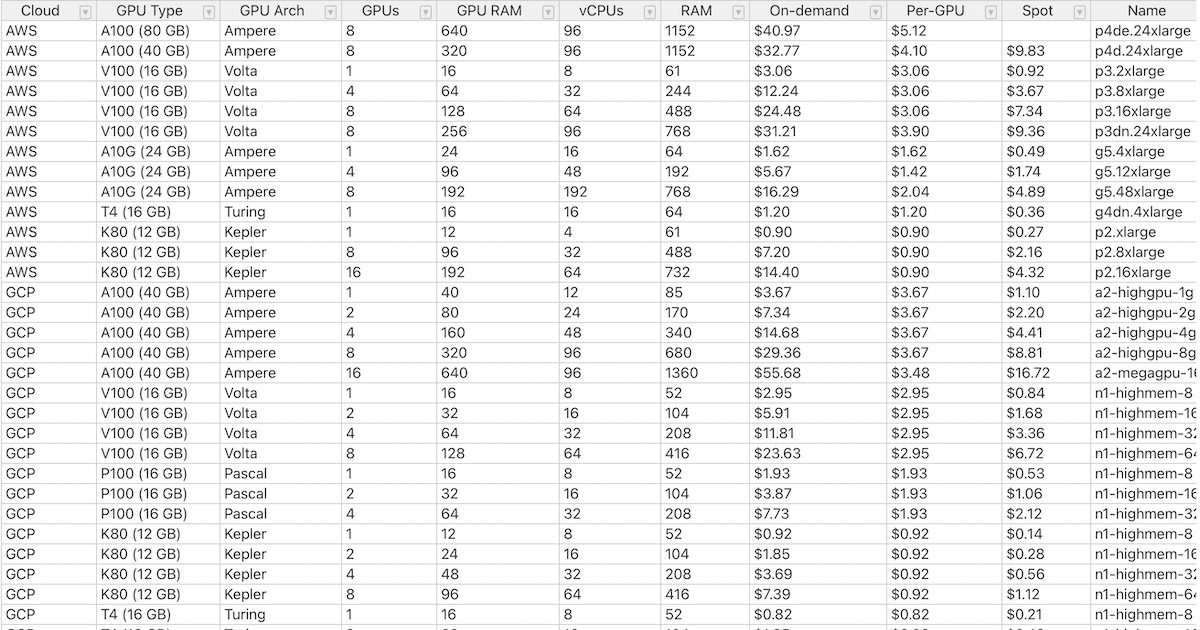 Cloud GPU Type GPU Arch GPUs GPU RAM vCPUs RAM On-demand Per-GPU Spot Name
AWS A100 (80 GB) Ampere 8 640 96 1152 $40.97 $5.12 p4de.24xlarge
AWS A100 (40 GB) Ampere 8 320 96 1152 $32.77 $4.10 $9.83 p4d.24xlarge
AWS V100 (16 GB) Volta 1 16 8 61 $3.06 $3.06 $0.92 p3.2xlarge
AWS V100 (16 GB) Volta 4 64 32 244 $12.24 $3.06 $3.67 p3.8xlarge
AWS V100 (16 GB) Volta 8 128 64 488 $24.48 $3.06 $7.34 p3.16xlarge
AWS V100 (16 GB) Volta 8 256 96 768 $31.21 $3.90 $9.36 p3dn.24xlarge
AWS A10G (24 GB) Ampere 1 24 16 64 $1.62 $1.62 $0.49 g5.4xlarge
AWS A10G (24 GB) Ampere 4 96 48 192 $5.67 $1.42 $1.74 g5.12xlarge
AWS A10G (24 GB) Ampere 8 192 192 768 $16.29 $2.04 $4.89 g5.48xlarge
AWS T4 (16 GB) Turing 1 16 16 64 $1.20 $1.20 $0.36 g4dn.4xlarge
AWS K80 (12 GB) Kepler 1 12 4 61 $0.90 $0.90 $0.27 p2.xlarge
AWS K80 (12 GB) Kepler 8 96 32 488 $7.20 $0.90 $2.16 p2.8xlarge
AWS K80 (12 GB) Kepler 16 192 64 732 $14.40 $0.90 $4.32 p2.16xlarge
GCP A100 (40 GB) Ampere 1 40 12 85 $3.67 $3.67 $1.10 a2-highgpu-1g
GCP A100 (40 GB) Ampere 2 80 24 170 $7.34 $3.67 $2.20 a2-highgpu-2g
GCP A100 (40 GB) Ampere 4 160 48 340 $14.68 $3.67 $4.41 a2-highgpu-4g
GCP A100 (40 GB) Ampere 8 320 96 680 $29.36 $3.67 $8.81 a2-highgpu-8g
GCP A100 (40 GB) Ampere 16 640 96 1360 $55.68 $3.48 $16.72 a2-megagpu-16
GCP V100 (16 GB) Volta 1 16 8 52 $2.95 $2.95 $0.84 n1-highmem-8
GCP V100 (16 GB) Volta 2 32 16 104 $5.91 $2.95 $1.68 n1-highmem-16
GCP V100 (16 GB) Volta 4 64 32 208 $11.81 $2.95 $3.36 n1-highmem-32
GCP V100 (16 GB) Volta 8 128 64 416 $23.63 $2.95 $6.72 n1-highmem-64
GCP P100 (16 GB) Pascal 1 16 8 52 $1.93 $1.93 $0.53 n1-highmem-8
GCP P100 (16 GB) Pascal 2 32 16 104 $3.87 $1.93 $1.06 n1-highmem-16
GCP P100 (16 GB) Pascal 4 64 32 208 $7.73 $1.93 $2.12 n1-highmem-32
GCP K80 (12 GB) Kepler 1 12 8 52 $0.92 $0.92 $0.14 n1-highmem-8
GCP K80 (12 GB) Kepler 2 24 16 104 $1.85 $0.92 $0.28 n1-highmem-16
GCP K80 (12 GB) Kepler 4 48 32 208 $3.69 $0.92 $0.56 n1-highmem-32
GCP K80 (12 GB) Kepler 8 96 64 416 $7.39 $0.92 $1.12 n1-highmem-64
GCP T4 (16 GB) Turing 1 16 8 52 $0.82 $0.82 $0.21 n1-highmem-8